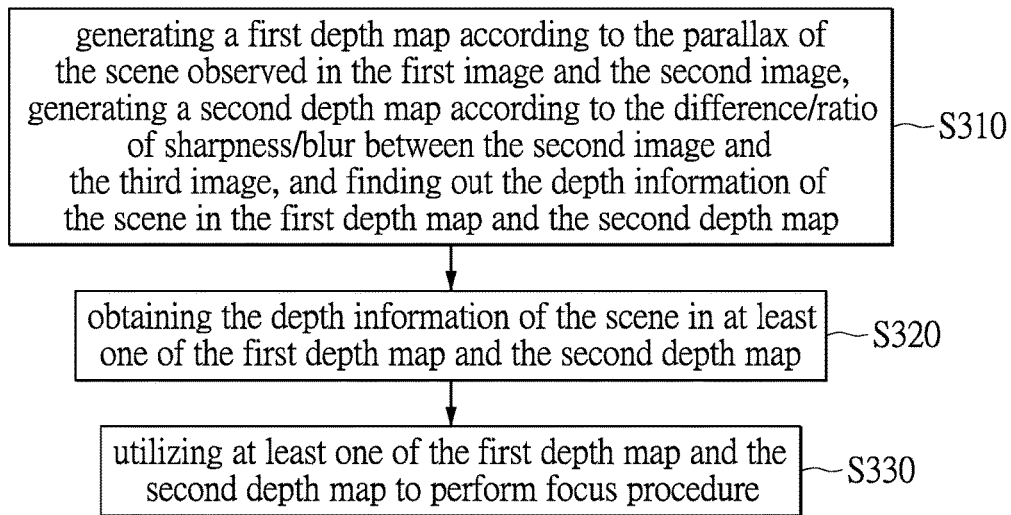 generating a first depth map according to the parallax of
the scene observed in the first image and the second image,
generating a second depth map according to the difference/ratio
of sharpness/blur between the second image and
the third image, and finding out the depth information of
the scene in the first depth map and the second depth map
S310
obtaining the depth information of the scene in at least
one of the first depth map and the second depth map
S320
utilizing at least one of the first depth map and the
second depth map to perform focus procedure
S330